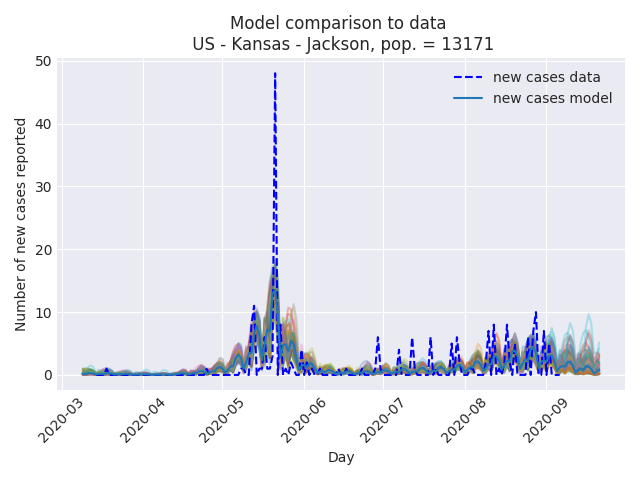 Model comparison to data
US - Kansas - Jackson, pop. = 13171
Number of new cases reported
50
40
30
20
10
0
new cases data
new cases model
2020-03
2020-04
2020-05
2020-06
2020-07
2020-08
2020-09
Day